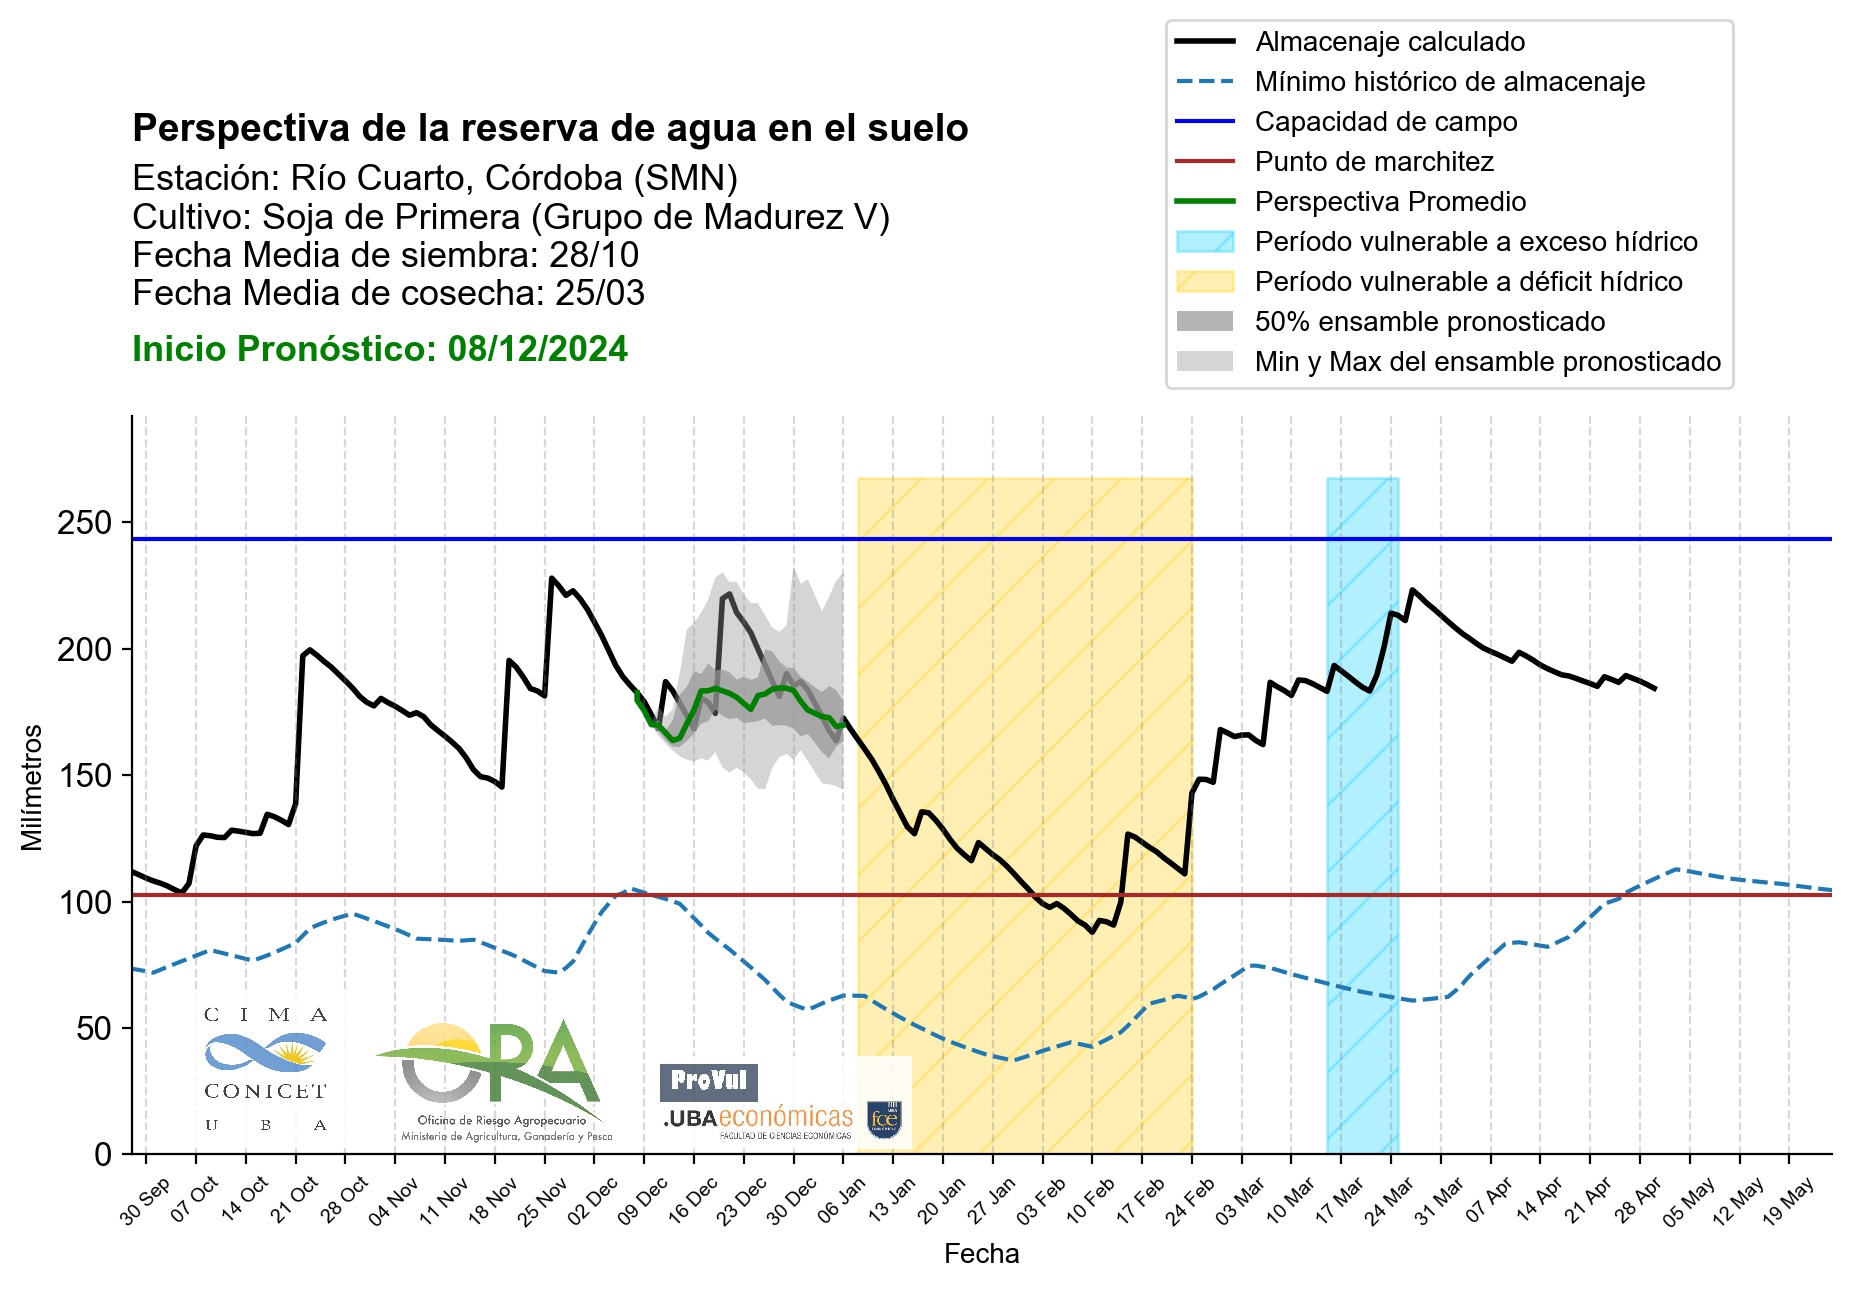 Almacenaje calculado
Mínimo histórico de almacenaje
Capacidad de campo
Punto de marchitez
Perspectiva Promedio
Período vulnerable a exceso hídrico
Período vulnerable a déficit hídrico
50% ensamble pronosticado
Min y Max del ensamble pronosticado
Perspectiva de la reserva de agua en el suelo
Estación: Río Cuarto, Córdoba (SMN)
Cultivo: Soja de Primera (Grupo de Madurez V)
Fecha Media de siembra: 28/10
Fecha Media de cosecha: 25/03
Inicio Pronóstico: 08/12/2024
250
200
150
100
50
0
Milímetros
C I M A
CONICET
U B A
ORA
Oficina de Riesgo Agropecuario
Ministerio de Agricultura, Ganadería y Pesca
ProVul
.UBAeconómicas
FACULTAD DE CIENCIAS ECONÓMICAS
UBA
fce
ECONÓMICAS
30 Sep
07 Oct
14 Oct
21 Oct
28 Oct
04 Nov
11 Nov
18 Nov
25 Nov
02 Dec
09 Dec
16 Dec
23 Dec
30 Dec
06 Jan
13 Jan
20 Jan
27 Jan
03 Feb
10 Feb
17 Feb
24 Feb
03 Mar
10 Mar
17 Mar
24 Mar
31 Mar
07 Apr
14 Apr
21 Apr
28 Apr
05 May
12 May
19 May
Fecha